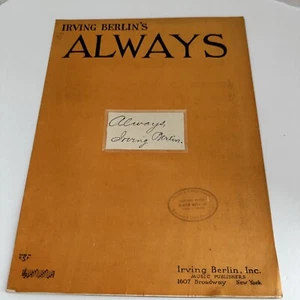 IRVING BERLIN'S
ALWAYS
Always,
Irving Berlin.
Irving Berlin, Inc.
MUSIC PUBLISHERS
1607 Broadway New York